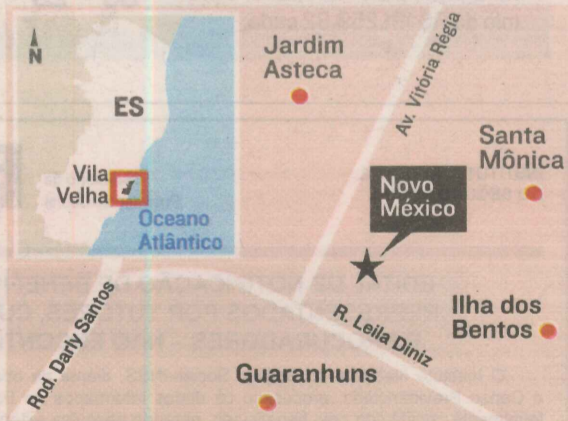 N
ES
Vila
Velha
Oceano
Atlântico
Jardim
Asteca
Av. Vitória Régia
Santa
Mônica
Novo
México
Ilha dos
Bentos
R. Leila Diniz
Rod. Darly Santos
Guaranhuns